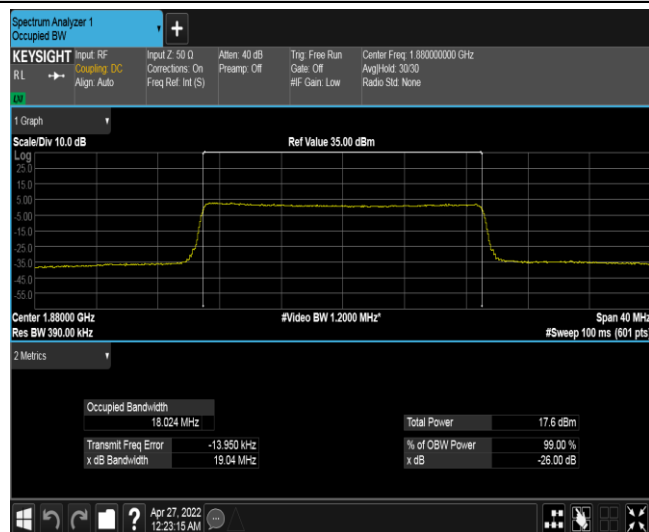 Spectrum Analyzer 1
Occupied BW
KEYSIGHT
RL
LM
Input: RF
Coupling: DC
Align: Auto
Input Z: 50 Ω
Corrections: On
Freq Ref: Int (S)
Atten: 40 dB
Preamp: Off
Trig: Free Run
Gate: Off
#IF Gain: Low
Center Freq: 1.880000000 GHz
Avg|Hold: 30/30
Radio Std: None
1 Graph
Scale/Div 10.0 dB
Ref Value 35.00 dBm
Log
25.0
15.0
5.00
-5.00
-15.0
-25.0
-35.0
-45.0
-55.0
Center 1.88000 GHz
#Video BW 1.2000 MHz*
Span 40 MHz
Res BW 390.00 kHz
#Sweep 100 ms (601 pts)
2 Metrics
Occupied Bandwidth
18.024 MHz
Total Power 17.6 dBm
Transmit Freq Error -13.950 kHz
% of OBW Power 99.00 %
x dB Bandwidth 19.04 MHz
x dB -26.00 dB
?
Apr 27, 2022
12:23:15 AM